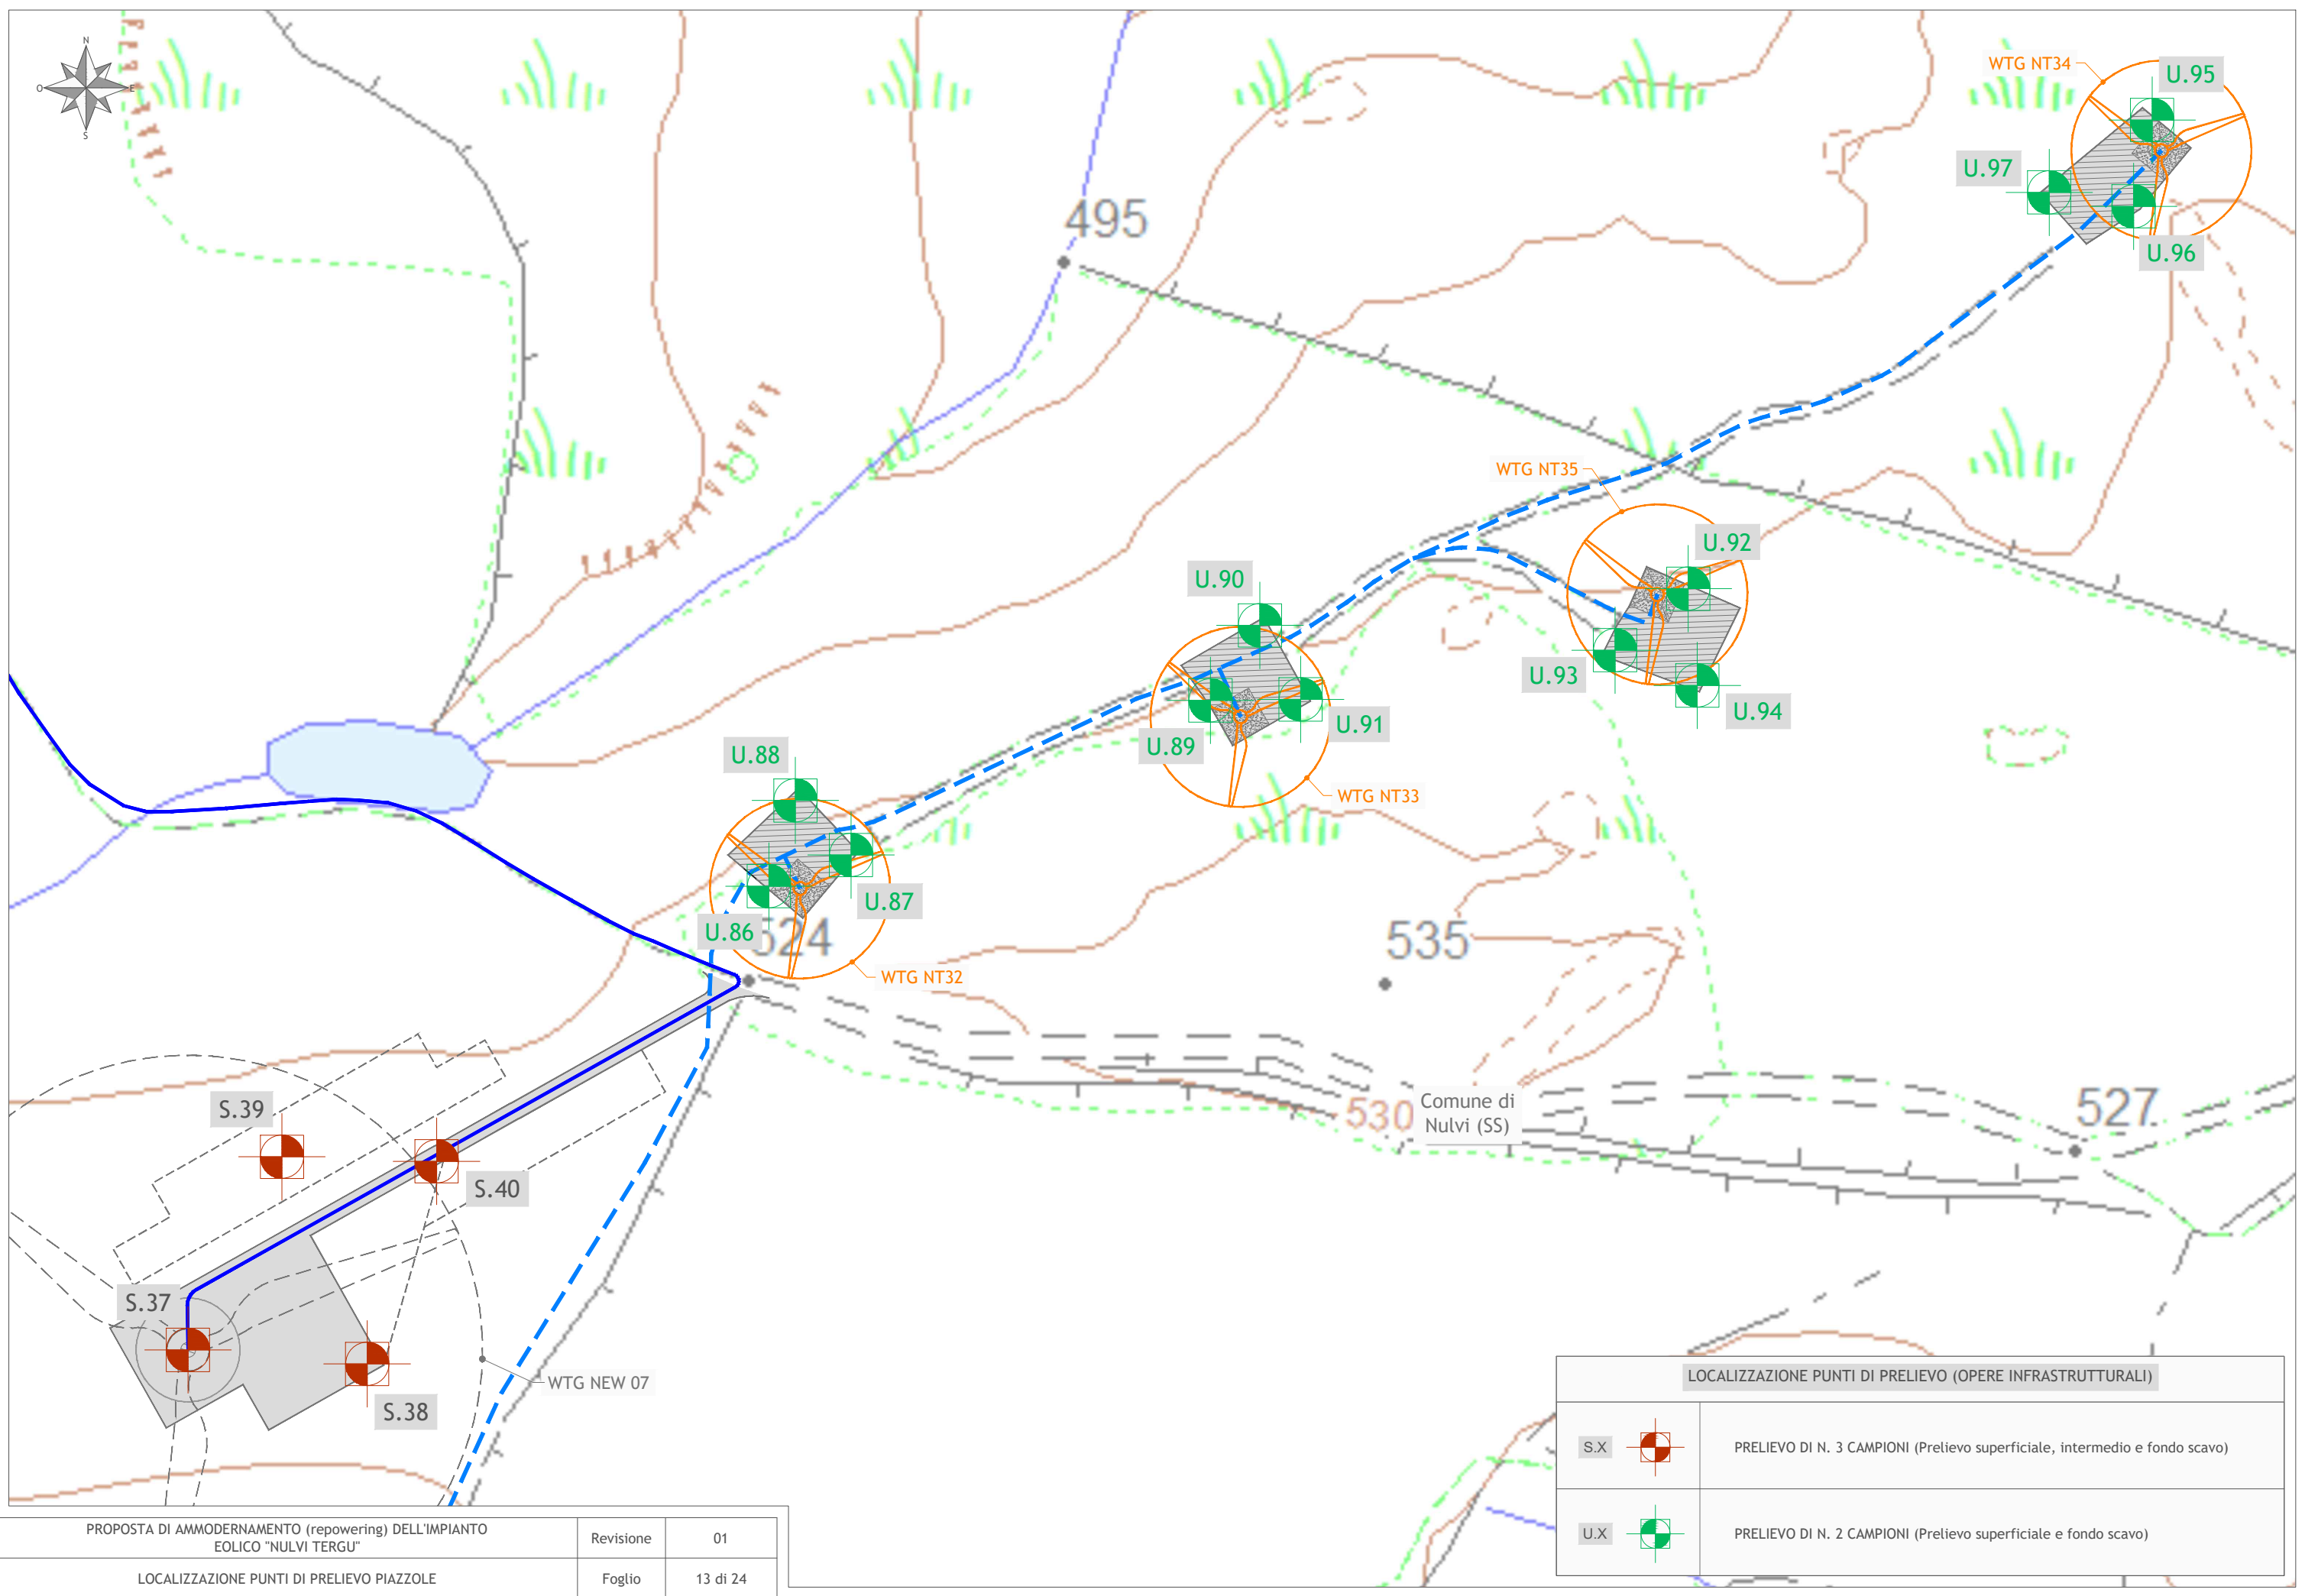 N
O
E
S
WTG NT34
U.95
U.97
U.96
495
WTG NT35
U.92
U.90
U.93
U.94
U.91
U.89
WTG NT33
U.88
U.87
U.86
524
WTG NT32
535
530
Comune di
Nulvi (SS)
527
S.39
S.40
S.37
S.38
WTG NEW 07
LOCALIZZAZIONE PUNTI DI PRELIEVO (OPERE INFRASTRUTTURALI)
S.X PRELIEVO DI N. 3 CAMPIONI (Prelievo superficiale, intermedio e fondo scavo)
U.X PRELIEVO DI N. 2 CAMPIONI (Prelievo superficiale e fondo scavo)
PROPOSTA DI AMMODERNAMENTO (repowering) DELL'IMPIANTO
EOLICO "NULVI TERGU"
Revisione 01
LOCALIZZAZIONE PUNTI DI PRELIEVO PIAZZOLE
Foglio 13 di 24